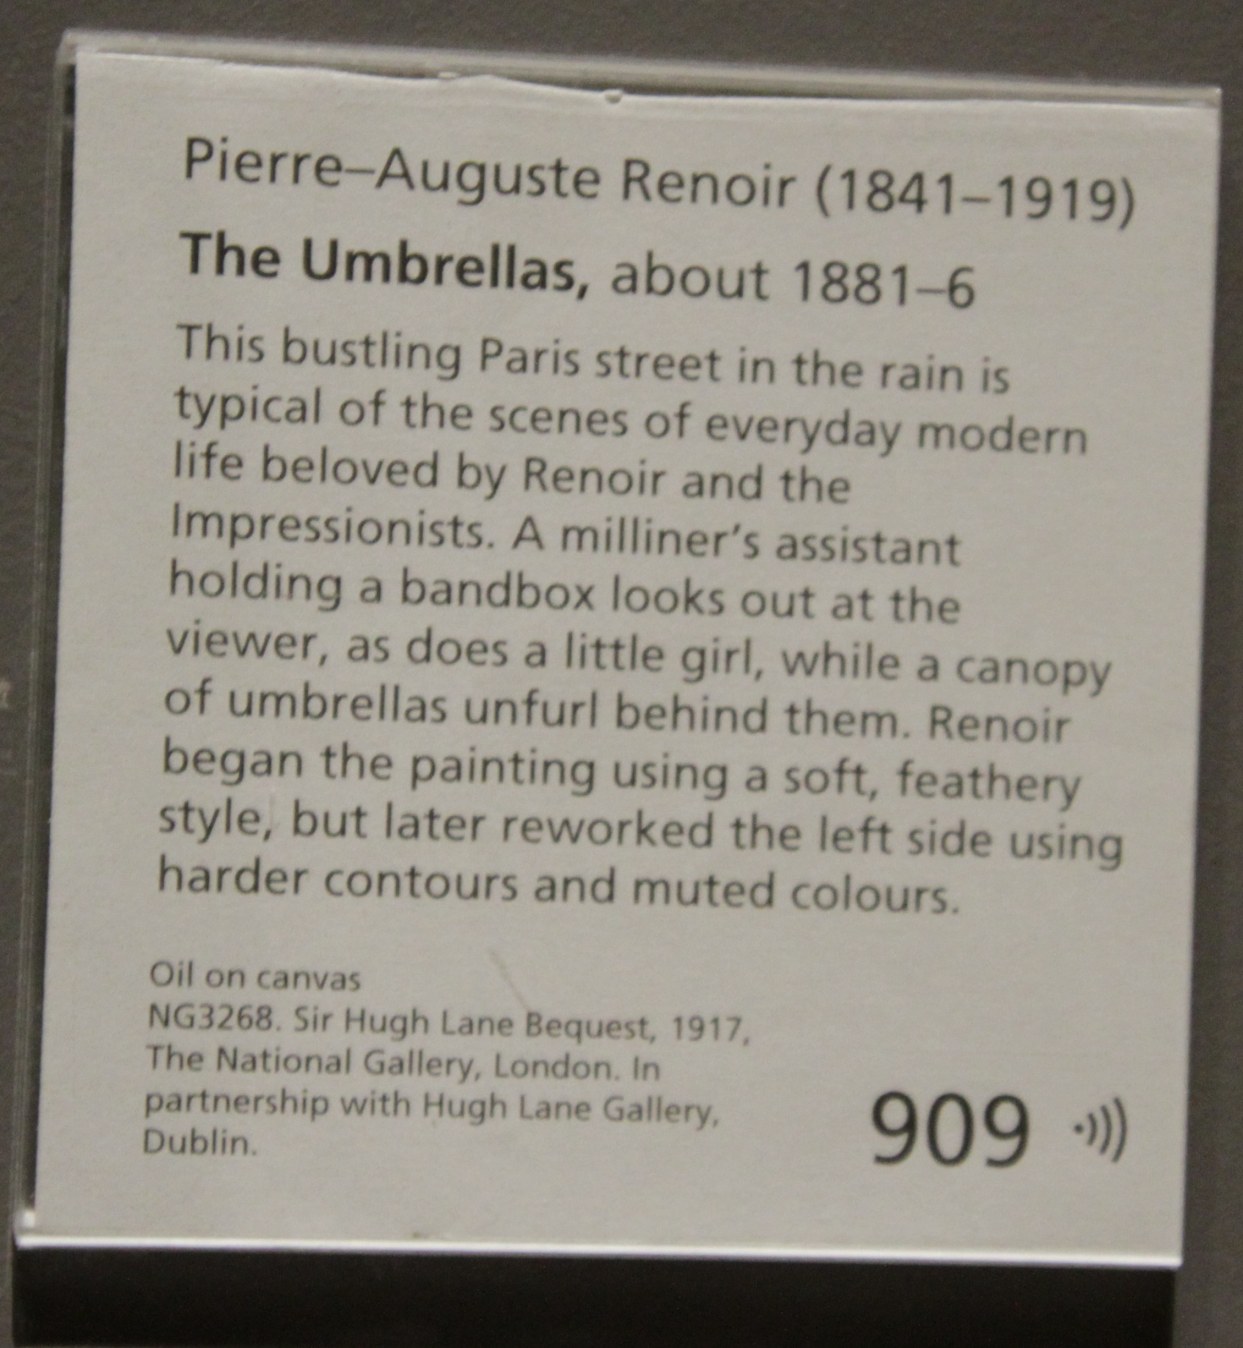 Pierre–Auguste Renoir (1841–1919)
The Umbrellas, about 1881–6
This bustling Paris street in the rain is
typical of the scenes of everyday modern
life beloved by Renoir and the
Impressionists. A milliner's assistant
holding a bandbox looks out at the
viewer, as does a little girl, while a canopy
of umbrellas unfurl behind them. Renoir
began the painting using a soft, feathery
style, but later reworked the left side using
harder contours and muted colours.
Oil on canvas
NG3268. Sir Hugh Lane Bequest, 1917,
The National Gallery, London. In
partnership with Hugh Lane Gallery,
Dublin.
909